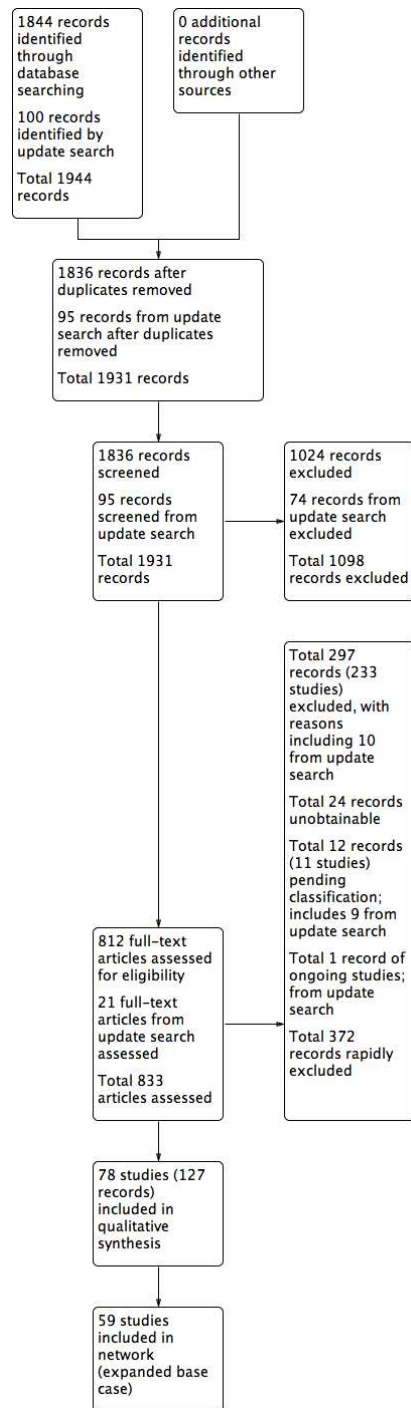 1844 records
identified
through
database
searching
100 records
identified by
update search
Total 1944
records
0 additional
records
identified
through other
sources
1836 records after
duplicates removed
95 records from update
search after duplicates
removed
Total 1931 records
1836 records
screened
95 records
screened from
update search
Total 1931
records
1024 records
excluded
74 records from
update search
excluded
Total 1098
records excluded
Total 297
records (233
studies)
excluded, with
reasons
including 10
from update
search
Total 24 records
unobtainable
Total 12 records
(11 studies)
pending
classification;
includes 9 from
update search
Total 1 record of
ongoing studies;
from update
search
Total 372
records rapidly
excluded
812 full-text
articles assessed
for eligibility
21 full-text
articles from
update search
assessed
Total 833
articles assessed
78 studies (127
records)
included in
qualitative
synthesis
59 studies
included in
network
(expanded base
case)